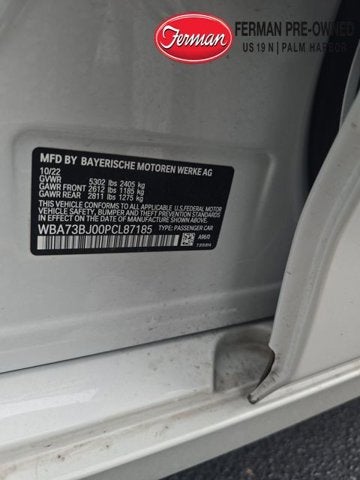 Ferman
FERMAN PRE-OWNED
US 19 N | PALM HARBOR
MFD BY BAYERISCHE MOTOREN WERKE AG
10/22
GVWR 5302 lbs 2405 kg
GAWR FRONT 2612 lbs 1185 kg
GAWR REAR 2811 lbs 1275 kg
THIS VEHICLE CONFORMS TO ALL APPLICABLE U.S. FEDERAL MOTOR
VEHICLE SAFETY, BUMPER, AND THEFT PREVENTION STANDARDS
IN EFFECT ON THE DATE OF MANUFACTURE SHOWN ABOVE.
WBA73BJ00PCL87185 TYPE: PASSENGER CAR